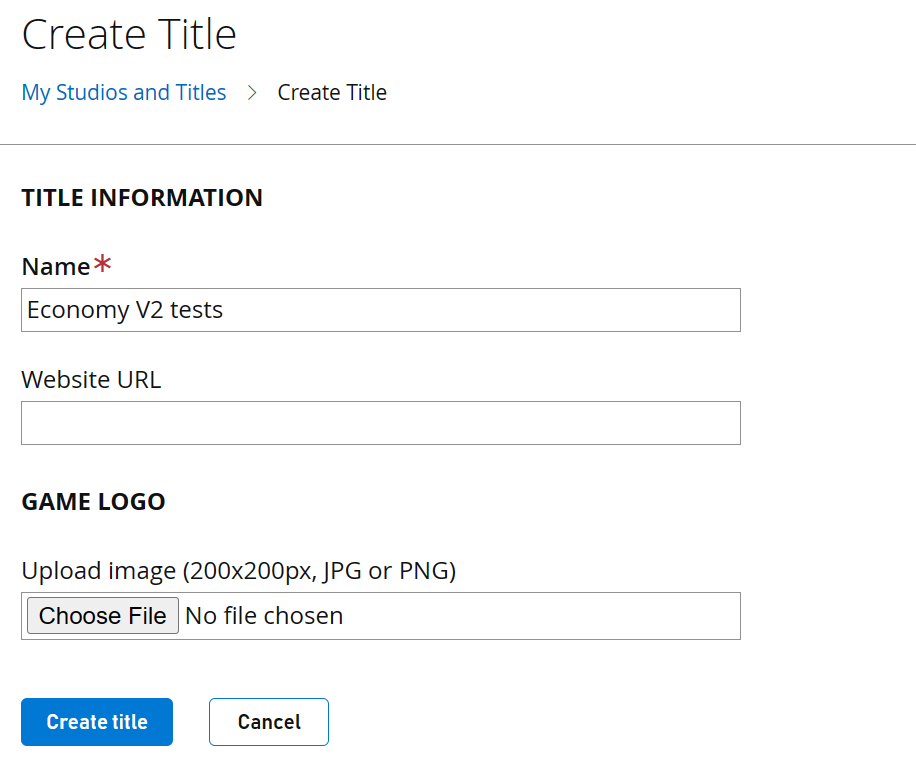 Create Title
My Studios and Titles > Create Title
TITLE INFORMATION
Name*
Economy V2 tests
Website URL
GAME LOGO
Upload image (200x200px, JPG or PNG)
Choose File No file chosen
Create title Cancel